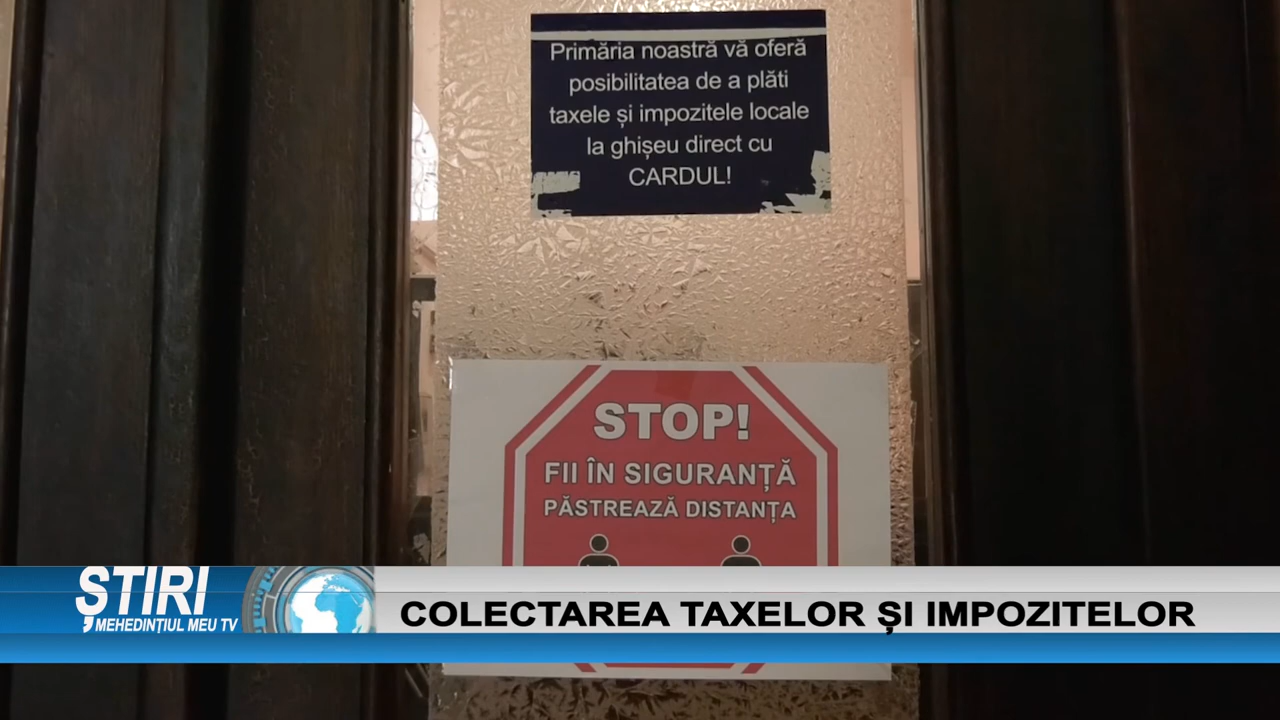 Primăria noastră vă oferă
posibilitatea de a plăti
taxele și impozitele locale
la ghișeu direct cu
CARDUL!
STOP!
FII ÎN SIGURANȚĂ
PĂSTREAZĂ DISTANȚA
ȘTIRI
MEHEDINȚIUL MEU TV
COLECTAREA TAXELOR ȘI IMPOZITELOR